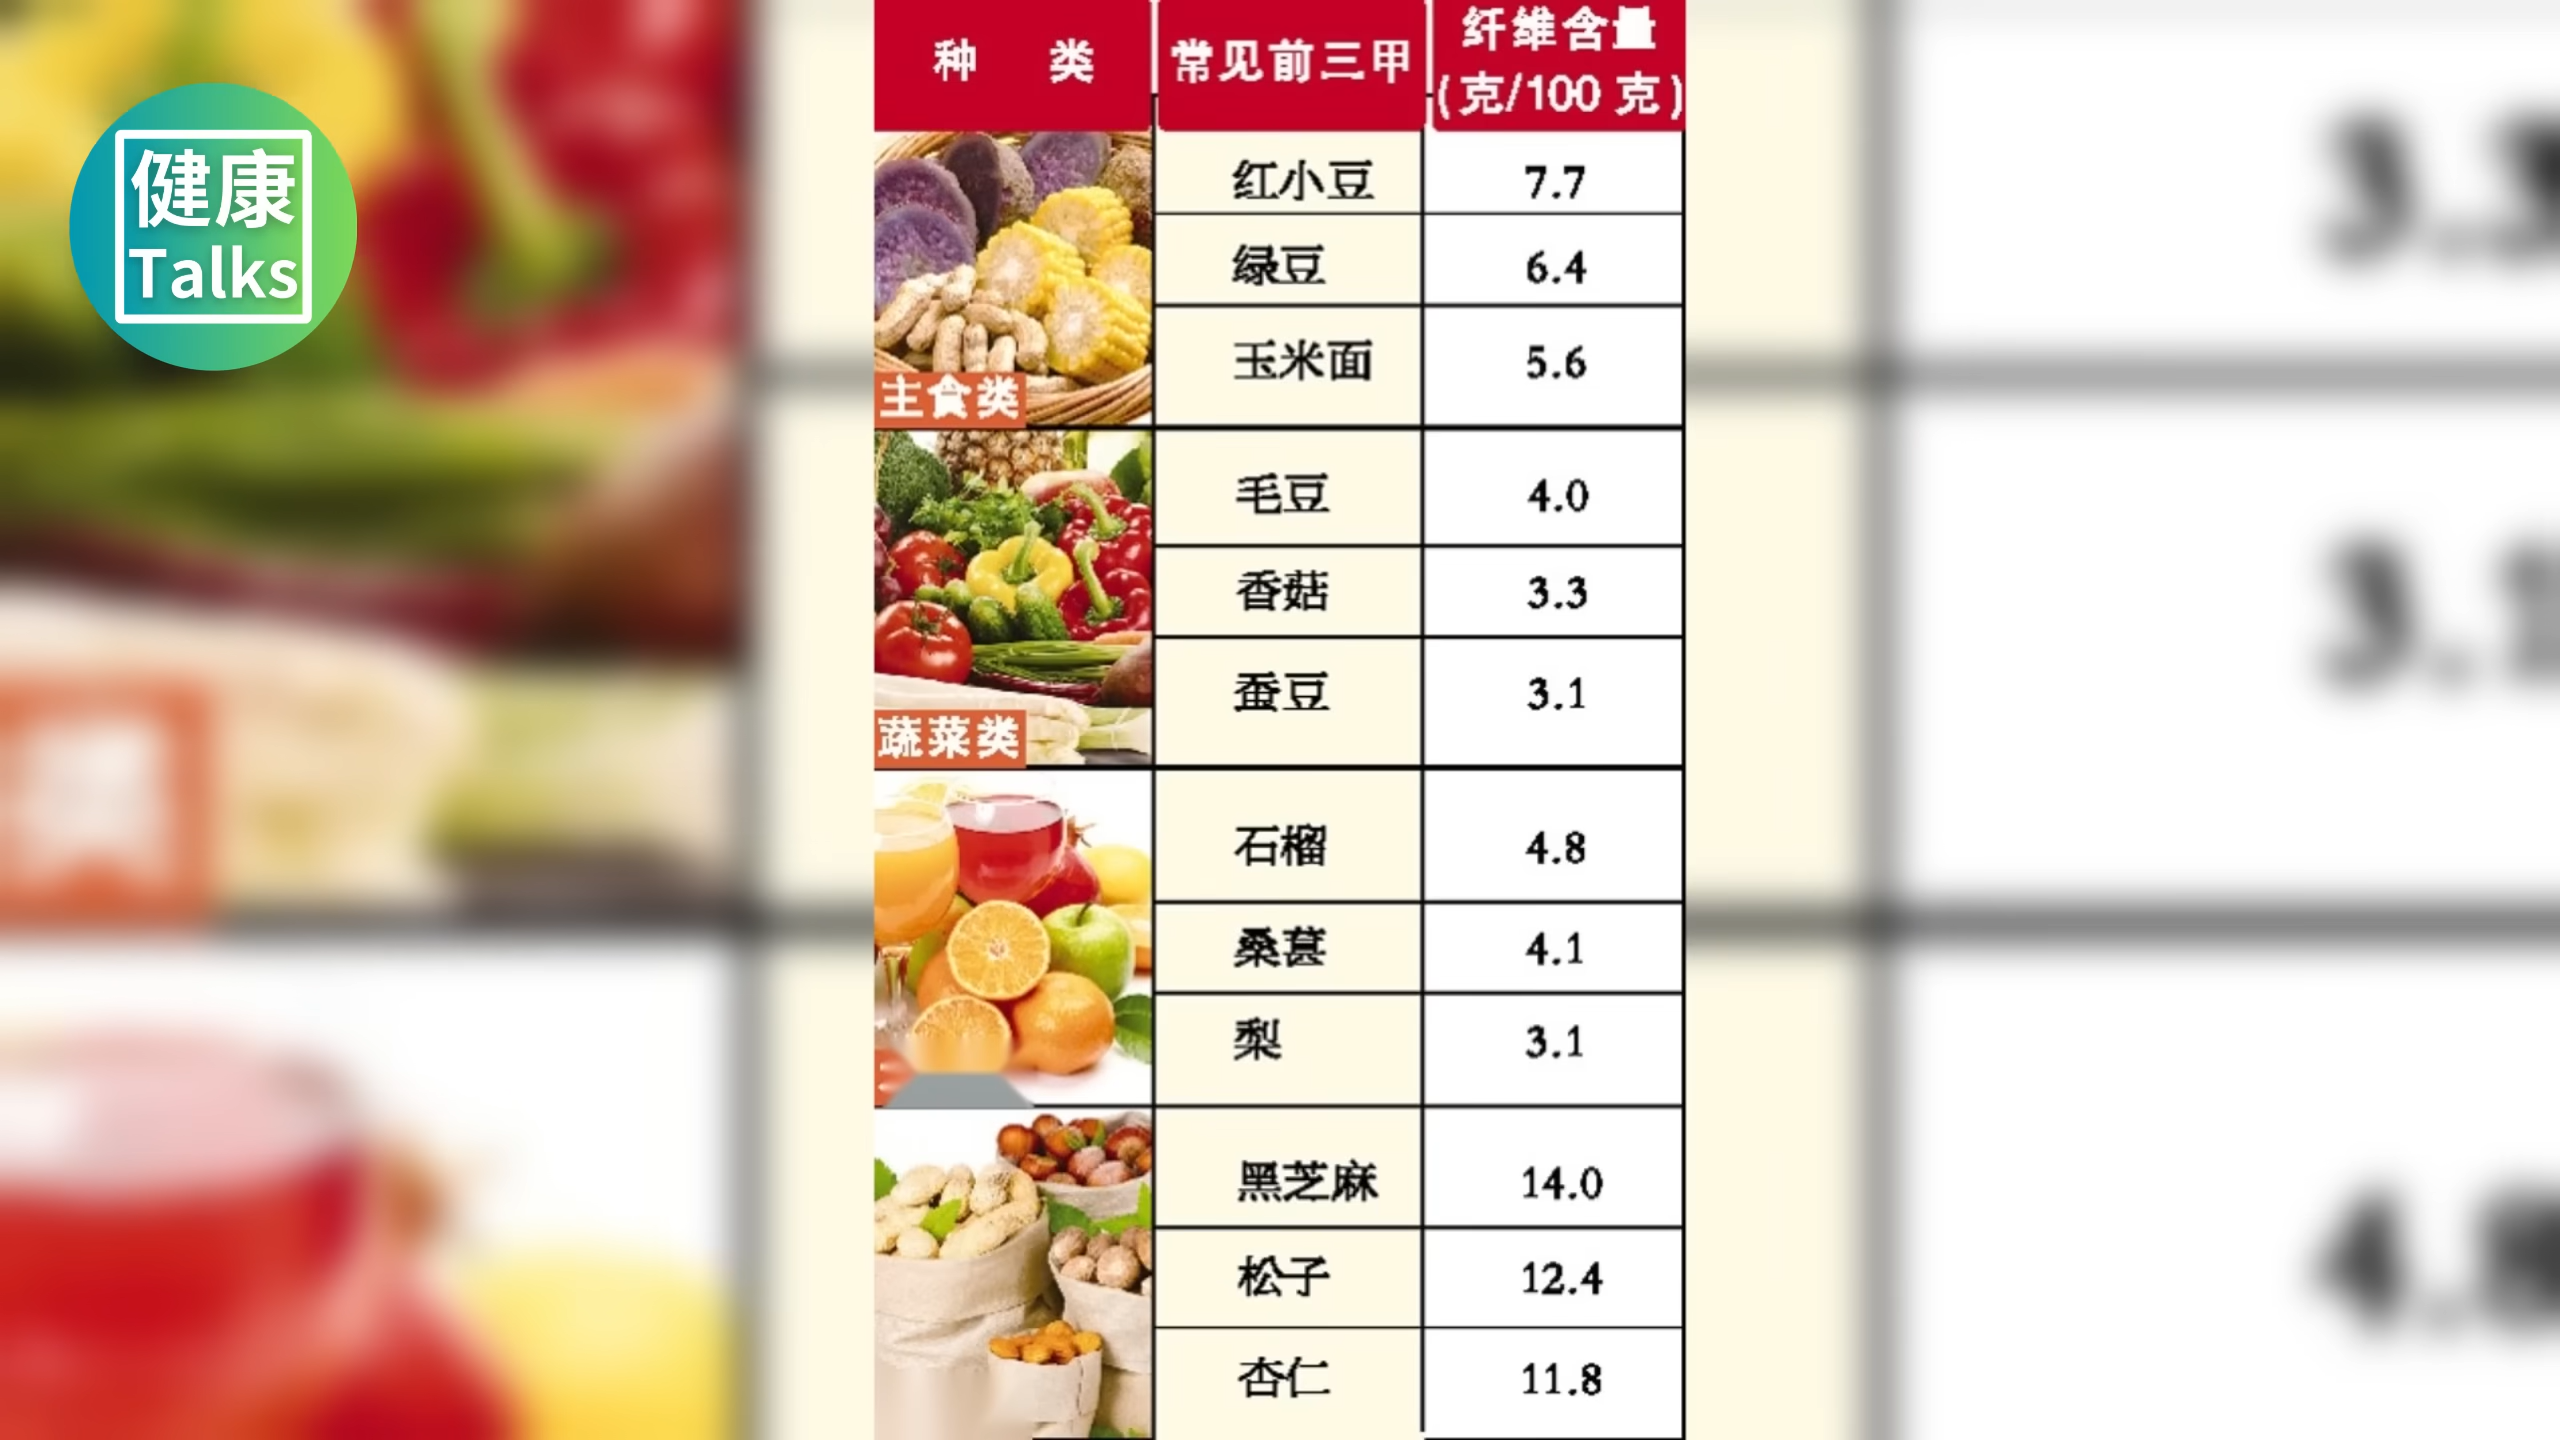 健康
Talks
种 类 常见前三甲 纤维含量
(克/100 克)
红小豆 7.7
绿豆 6.4
玉米面 5.6
主食类
毛豆 4.0
香菇 3.3
蚕豆 3.1
蔬菜类
石榴 4.8
桑葚 4.1
梨 3.1
黑芝麻 14.0
松子 12.4
杏仁 11.8